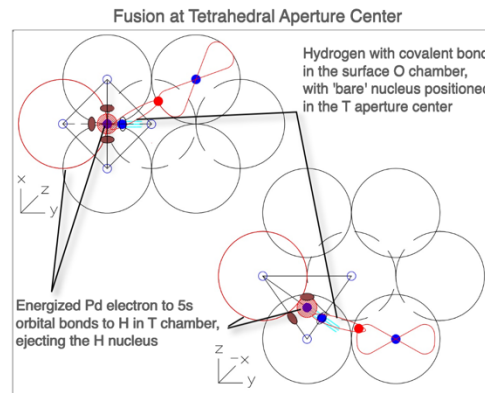 Fusion at Tetrahedral Aperture Center
Hydrogen with covalent bond
in the surface O chamber,
with 'bare' nucleus positioned
in the T aperture center
x
z
y
Energized Pd electron to 5s
orbital bonds to H in T chamber,
ejecting the H nucleus
z
-x
y